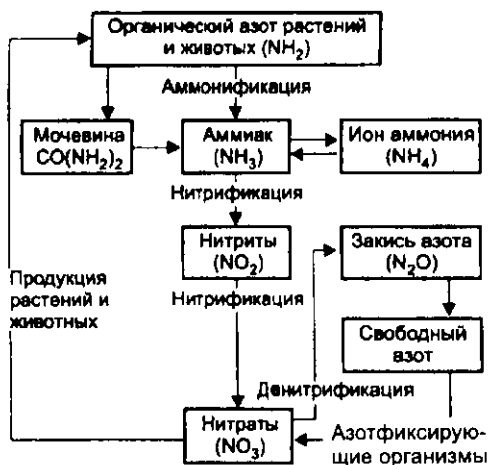 Органический азот растений
и животых (NH₂)
Аммонификация
Мочевина
CO(NH₂)₂
Аммиак
(NH₃)
Ион аммония
(NH₄)
Нитрификация
Нитриты
(NO₂)
Закись азота
(N₂O)
Продукция
растений и
животных
Нитрификация
Свободный
азот
Денитрификация
Нитраты
(NO₃)
Азотфиксирую-
щие организмы